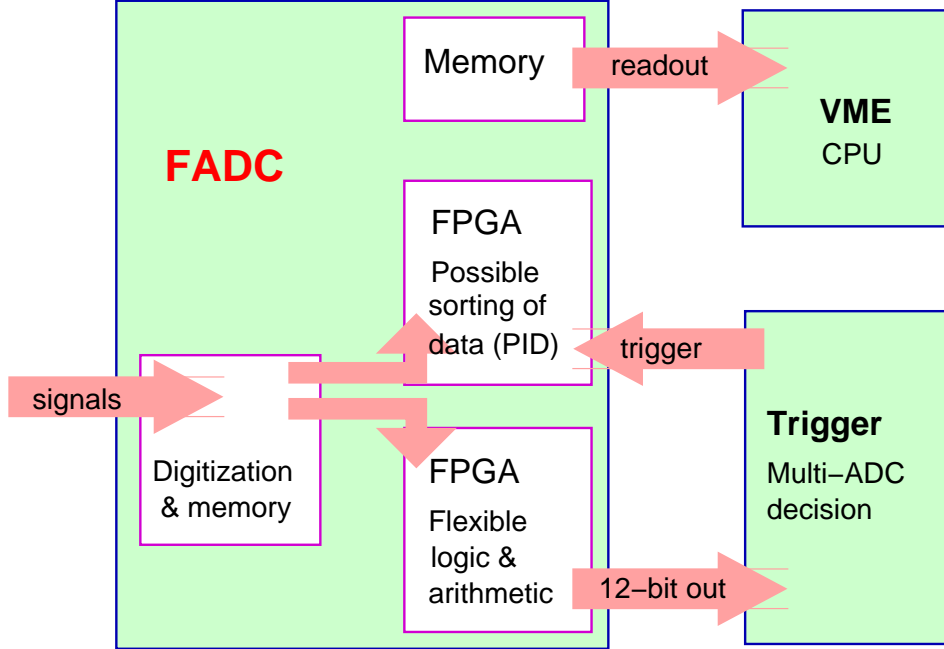 Memory
readout
VME
CPU
FADC
FPGA
Possible
sorting of
data (PID)
trigger
signals
Digitization
& memory
FPGA
Flexible
logic &
arithmetic
Trigger
Multi−ADC
decision
12−bit out